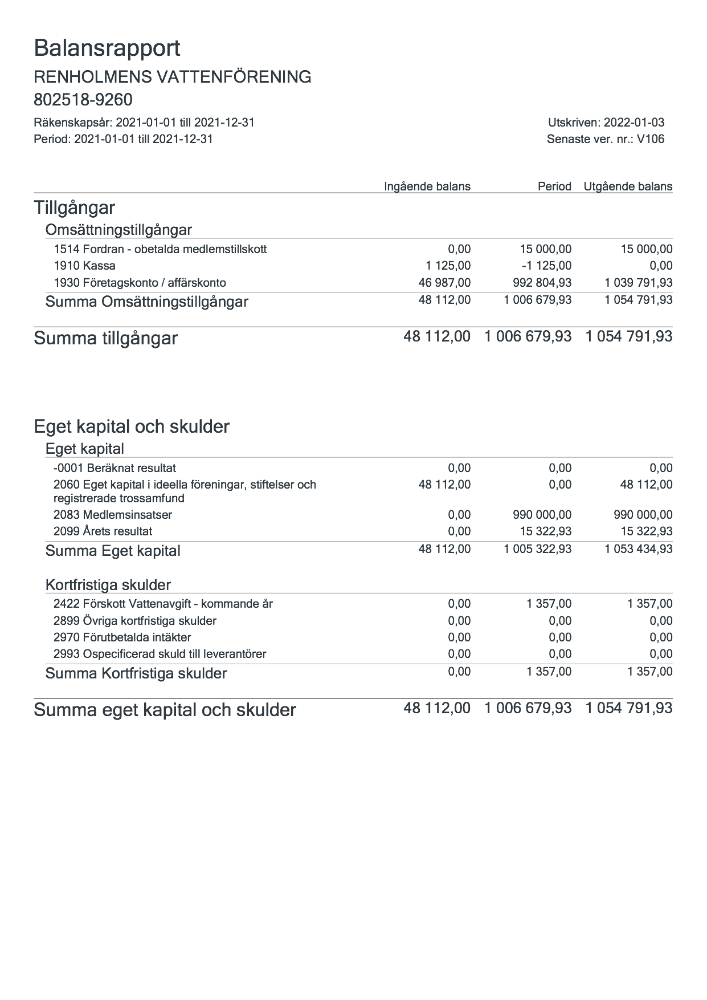 Balansrapport
RENHOLMENS VATTENFÖRENING
802518-9260
Räkenskapsår: 2021-01-01 till 2021-12-31 Utskriven: 2022-01-03
Period: 2021-01-01 till 2021-12-31 Senaste ver. nr.: V106
Ingående balans Period Utgående balans
Tillgångar
Omsättningstillgångar
1514 Fordran - obetalda medlemstillskott 0,00 15 000,00 15 000,00
1910 Kassa 1 125,00 -1 125,00 0,00
1930 Företagskonto / affärskonto 46 987,00 992 804,93 1 039 791,93
Summa Omsättningstillgångar 48 112,00 1 006 679,93 1 054 791,93
Summa tillgångar 48 112,00 1 006 679,93 1 054 791,93
Eget kapital och skulder
Eget kapital
-0001 Beräknat resultat 0,00 0,00 0,00
2060 Eget kapital i ideella föreningar, stiftelser och 48 112,00 0,00 48 112,00
registrerade trossamfund
2083 Medlemsinsatser 0,00 990 000,00 990 000,00
2099 Årets resultat 0,00 15 322,93 15 322,93
Summa Eget kapital 48 112,00 1 005 322,93 1 053 434,93
Kortfristiga skulder
2422 Förskott Vattenavgift - kommande år 0,00 1 357,00 1 357,00
2899 Övriga kortfristiga skulder 0,00 0,00 0,00
2970 Förutbetalda intäkter 0,00 0,00 0,00
2993 Ospecificerad skuld till leverantörer 0,00 0,00 0,00
Summa Kortfristiga skulder 0,00 1 357,00 1 357,00
Summa eget kapital och skulder 48 112,00 1 006 679,93 1 054 791,93